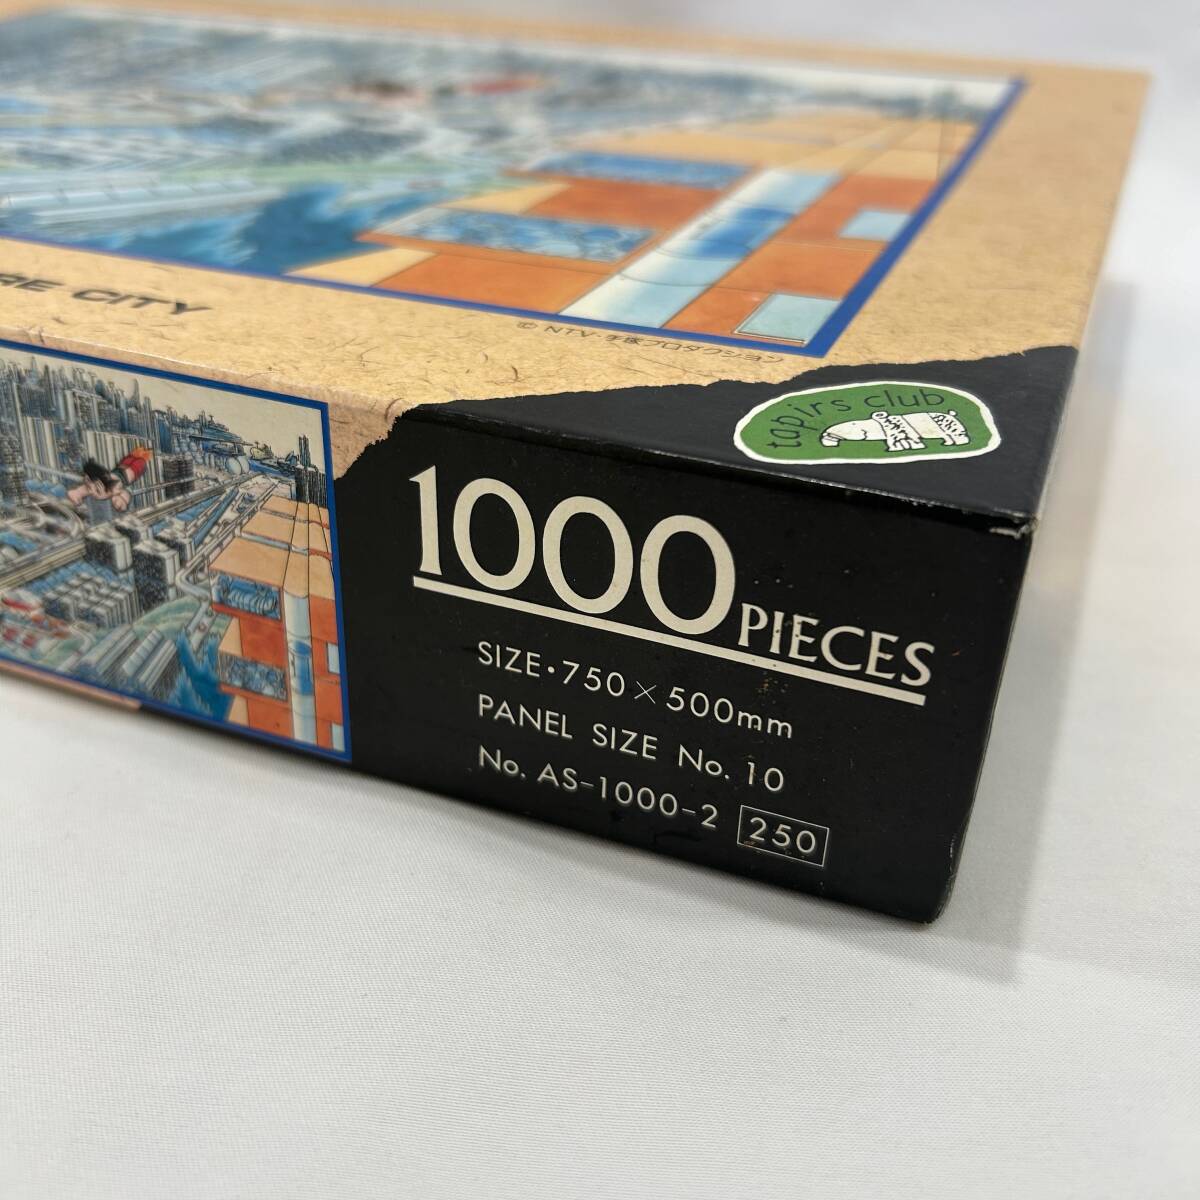 RE CITY
© NTV・手塚プロダクション
tapirs club
1000 PIECES
SIZE・750×500mm
PANEL SIZE No. 10
No. AS-1000-2 250